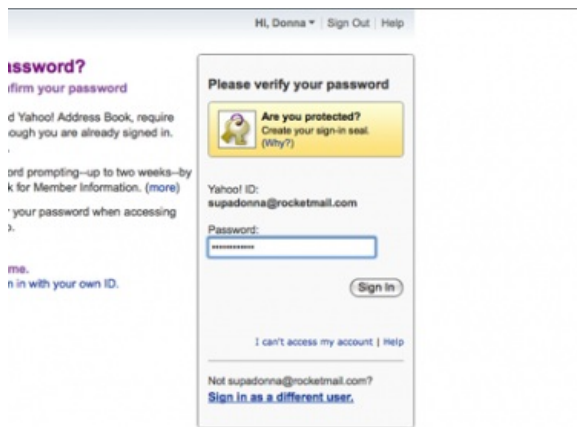 Hi, Donna Sign Out Help
assword?
nfirm your password
d Yahoo! Address Book, require
ough you are already signed in.
ord prompting--up to two weeks--by
k for Member Information. (more)
your password when accessing
o.
me.
n in with your own ID.
Please verify your password
Are you protected?
Create your sign-in seal.
(Why?)
Yahoo! ID:
supadonna@rocketmail.com
Password:
Sign In
I can't access my account | Help
Not supadonna@rocketmail.com?
Sign in as a different user.